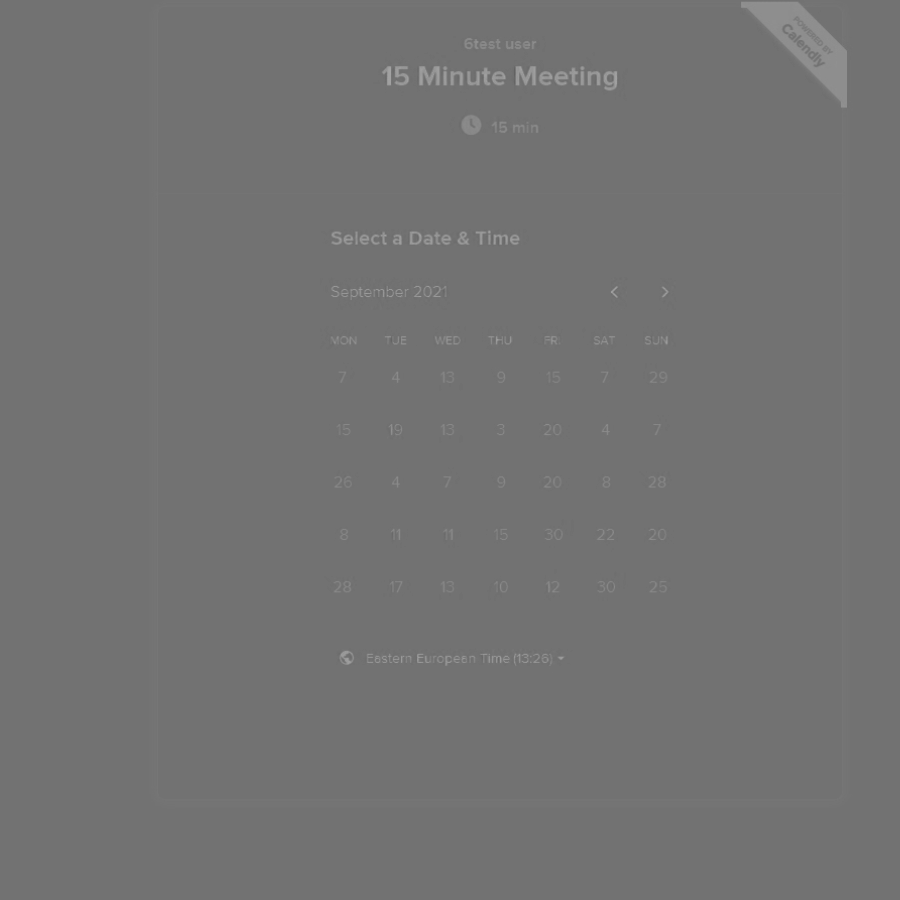 POWERED BY
Calendly
6test user
15 Minute Meeting
15 min
Select a Date & Time
September 2021
MON TUE WED THU FR SAT SUN
7 4 13 9 15 7 29
15 19 13 3 20 4 7
26 4 7 9 20 8 28
8 11 11 15 30 22 20
28 17 13 10 12 30 25
Eastern European Time (13:26)